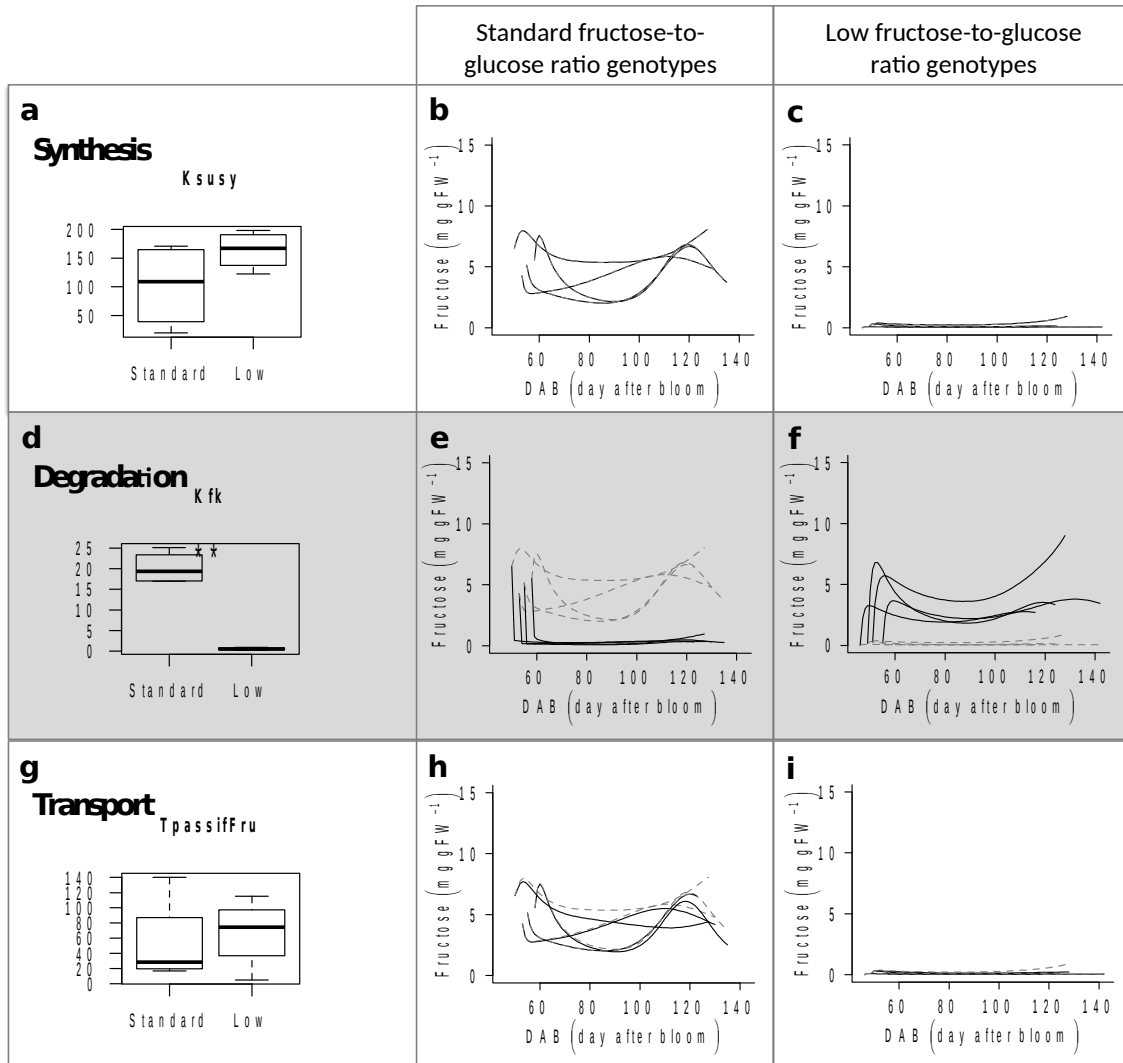 Standard fructose-to-
glucose ratio genotypes
Low fructose-to-glucose
ratio genotypes
a
Synthesis
Ksusy
200
150
100
50
Standard Low
b
Fructose (mg gFW⁻¹)
15
10
5
0
60 80 100 120 140
DAB (day after bloom)
c
Fructose (mg gFW⁻¹)
15
10
5
0
60 80 100 120 140
DAB (day after bloom)
d
Degradation
Kfk
**
25
20
15
10
5
0
Standard Low
e
Fructose (mg gFW⁻¹)
15
10
5
0
60 80 100 120 140
DAB (day after bloom)
f
Fructose (mg gFW⁻¹)
15
10
5
0
60 80 100 120 140
DAB (day after bloom)
g
Transport
TpassifFru
140
120
100
80
60
40
20
0
Standard Low
h
Fructose (mg gFW⁻¹)
15
10
5
0
60 80 100 120 140
DAB (day after bloom)
i
Fructose (mg gFW⁻¹)
15
10
5
0
60 80 100 120 140
DAB (day after bloom)